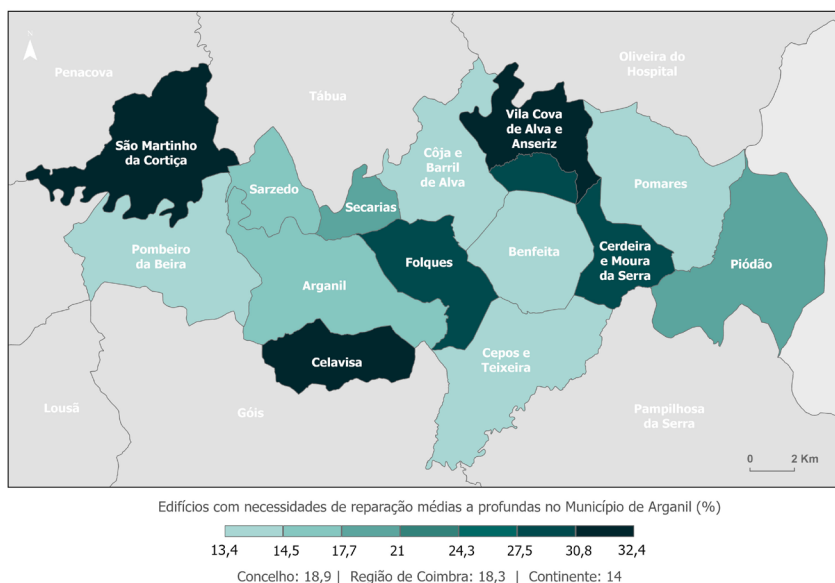 N
Oliveira do
Hospital
Penacova
Tábua
Vila Cova
de Alva e
Anseriz
São Martinho
da Cortiça
Côja e
Barril
de Alva
Sarzedo
Pomares
Secarias
Pombeiro
da Beira
Folques
Benfeita
Cerdeira
e Moura
da Serra
Piódão
Arganil
Celavisa
Cepos e
Teixeira
Lousã
Góis
Pampilhosa
da Serra
0 2 Km
Edifícios com necessidades de reparação médias a profundas no Município de Arganil (%)
13,4 14,5 17,7 21 24,3 27,5 30,8 32,4
Concelho: 18,9 | Região de Coimbra: 18,3 | Continente: 14